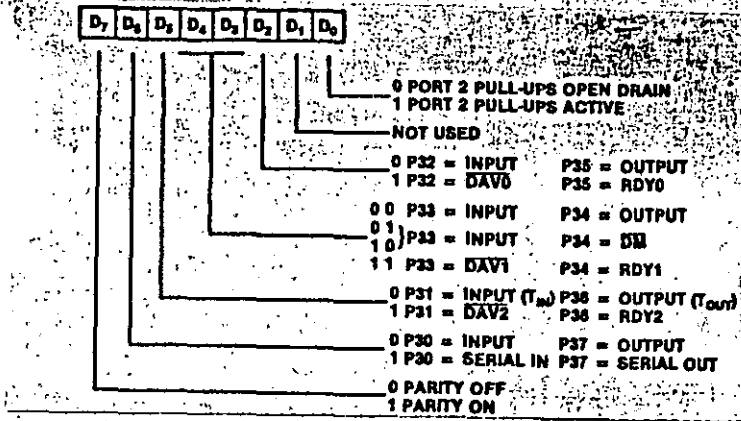 D7 D6 D5 D4 D3 D2 D1 D0
0 PORT 2 PULL-UPS OPEN DRAIN
1 PORT 2 PULL-UPS ACTIVE
NOT USED
0 P32 = INPUT P35 = OUTPUT
1 P32 = DAV0 P35 = RDY0
0 0 P33 = INPUT P34 = OUTPUT
0 1
1 0 } P33 = INPUT P34 = DM
1 1 P33 = DAV1 P34 = RDY1
0 P31 = INPUT (TIN) P36 = OUTPUT (TOUT)
1 P31 = DAV2 P36 = RDY2
0 P30 = INPUT P37 = OUTPUT
1 P30 = SERIAL IN P37 = SERIAL OUT
0 PARITY OFF
1 PARITY ON